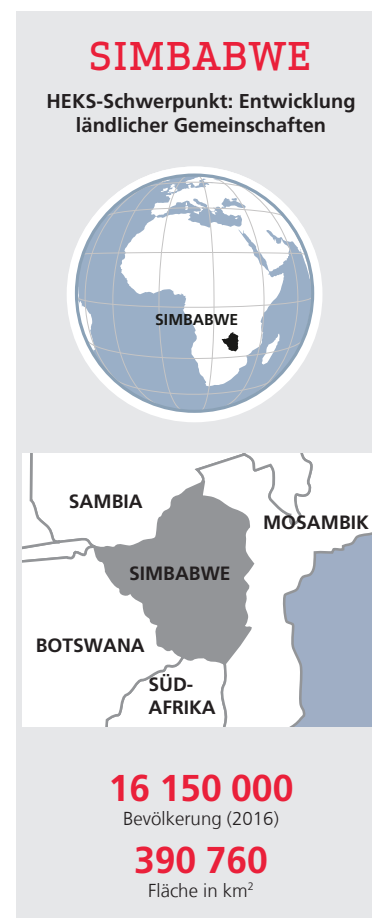 SIMBABWE
HEKS-Schwerpunkt: Entwicklung
ländlicher Gemeinschaften
SIMBABWE
SAMBIA
MOSAMBIK
SIMBABWE
BOTSWANA
SÜD-
AFRIKA
16 150 000
Bevölkerung (2016)
390 760
Fläche in km²